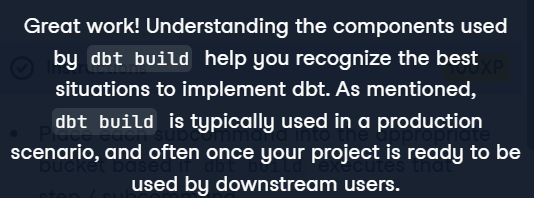 Great work! Understanding the components used
by dbt build help you recognize the best
situations to implement dbt. As mentioned,
dbt build is typically used in a production
scenario, and often once your project is ready to be
used by downstream users.